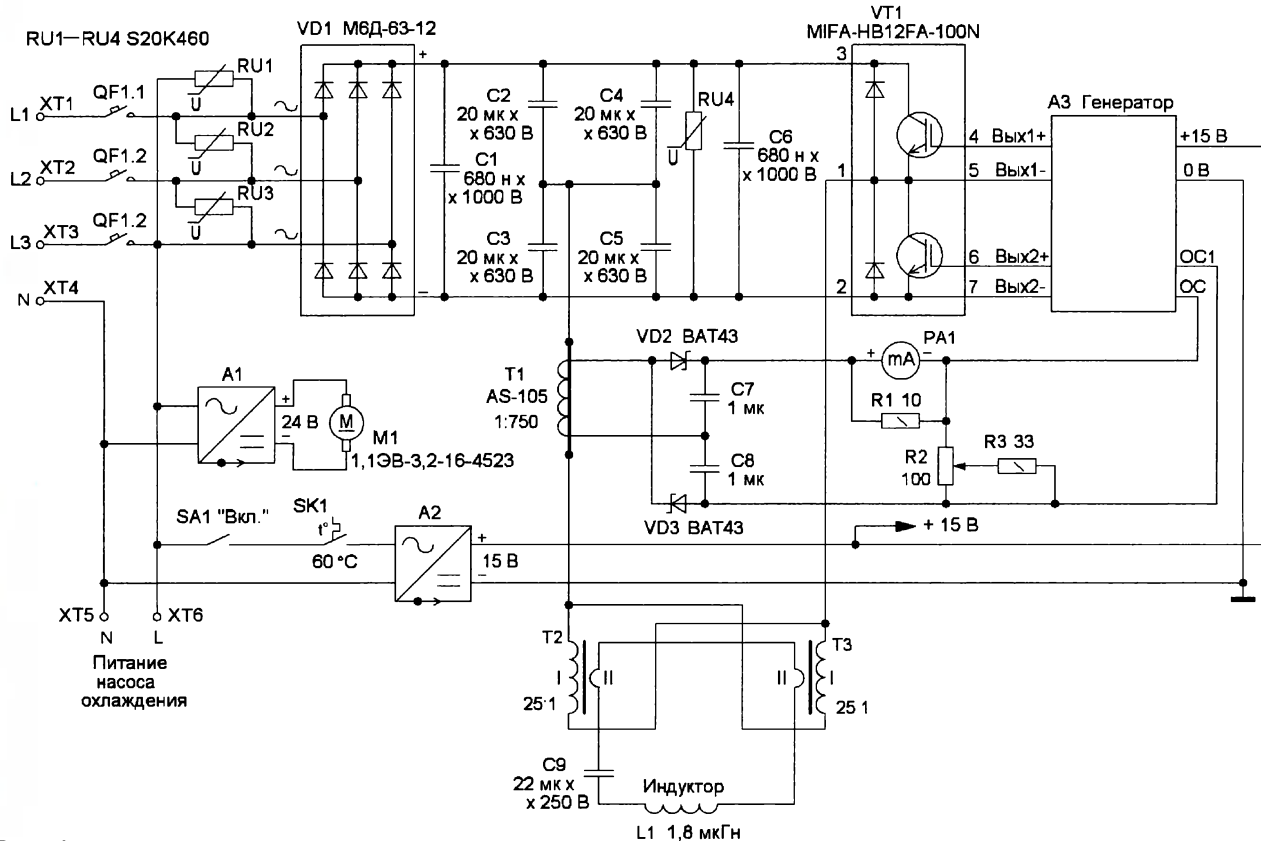 RU1—RU4 S20K460
VD1 М6Д-63-12
VT1
MIFA-HB12FA-100N
RU1
U
RU2
U
RU3
U
L1 XT1 QF1.1
L2 XT2 QF1.2
L3 XT3 QF1.2
N XT4
+
−
C1
680 н х
х 1000 В
C2
20 мк х
х 630 В
C3
20 мк х
х 630 В
C4
20 мк х
х 630 В
C5
20 мк х
х 630 В
RU4
U
C6
680 н х
х 1000 В
3
1
2
4 Вых1+
5 Вых1-
6 Вых2+
7 Вых2-
А3 Генератор
+15 В
0 В
ОС1
ОС
A1
+
24 В
−
M
M1
1,1ЭВ-3,2-16-4523
T1
AS-105
1:750
VD2 BAT43
C7
1 мк
C8
1 мк
VD3 BAT43
PA1
+ mA −
R1 10
R2
100
R3 33
SA1 "Вкл."
SK1
t°
60 °C
A2
+
15 В
−
+ 15 В
XT5
N
XT6
L
Питание
насоса
охлаждения
T2
I
II
25:1
T3
II
I
25 1
C9
22 мк х
х 250 В
Индуктор
L1 1,8 мкГн